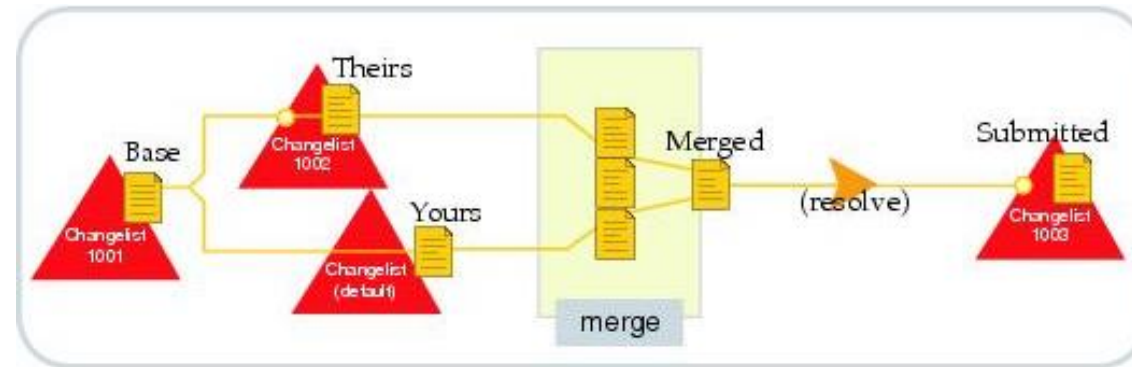 Theirs
Base
Changelist
1002
Changelist
1001
Yours
Changelist
(default)
Merged
merge
(resolve)
Submitted
Changelist
1003